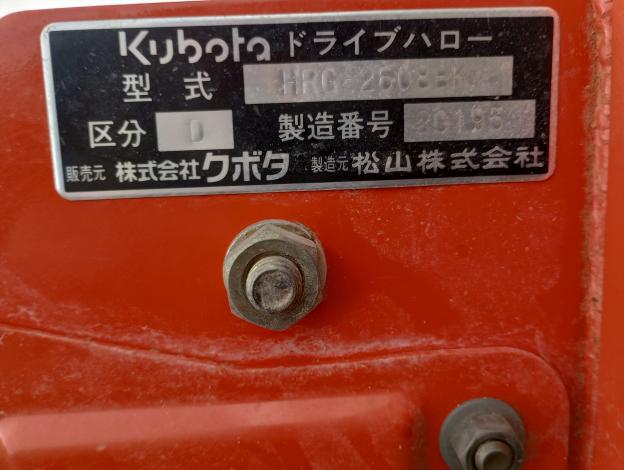 Kubota ドライブハロー
型式
区分 D 製造番号
販売元 株式会社クボタ 製造元 松山株式会社